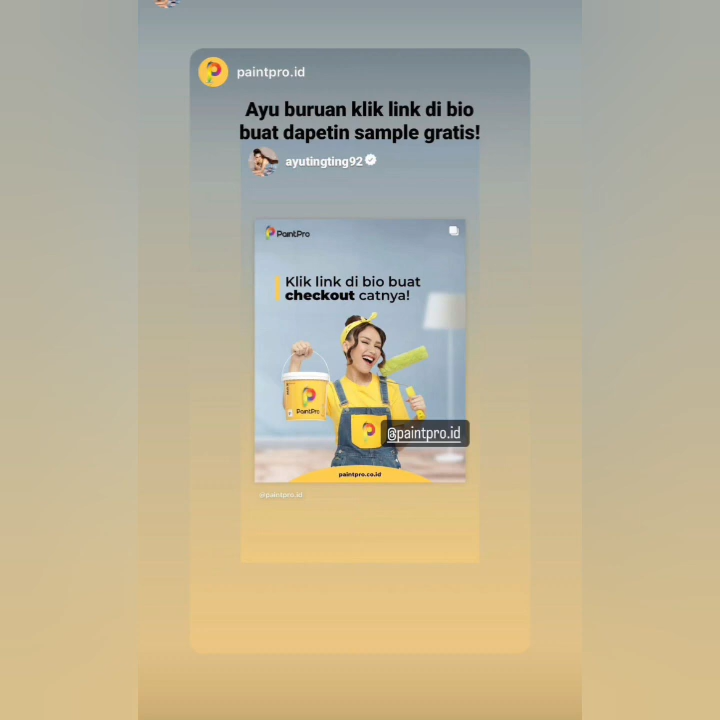 paintpro.id
Ayu buruan klik link di bio
buat dapetin sample gratis!
ayutingting92
PaintPro
Klik link di bio buat
checkout catnya!
PaintPro
@paintpro.id
paintpro.co.id
@paintpro.id